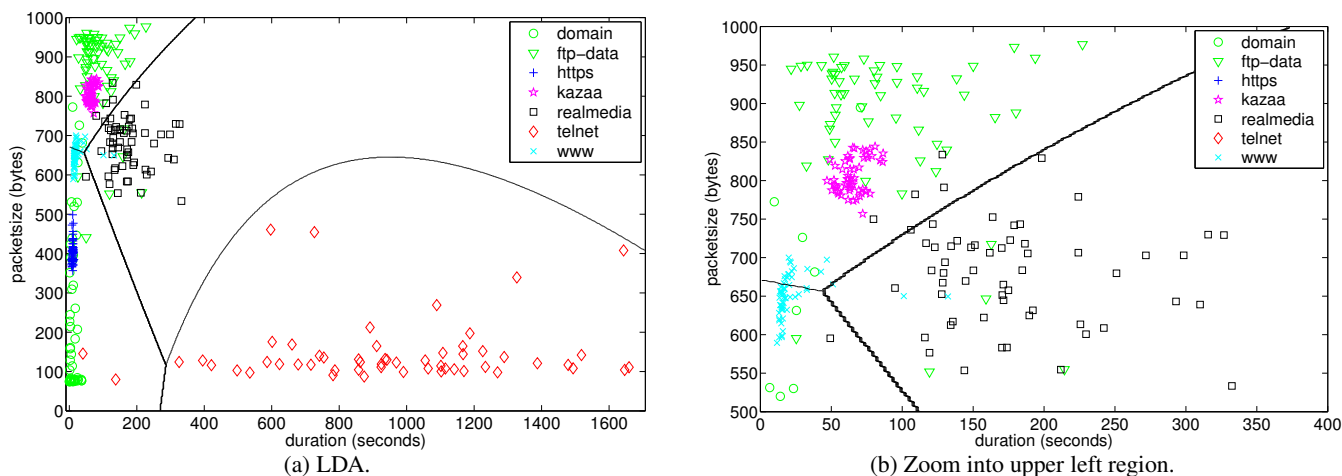 1000
900
800
700
600
500
400
300
200
100
0
packetsize (bytes)
0 200 400 600 800 1000 1200 1400 1600
duration (seconds)
domain
ftp-data
https
kazaa
realmedia
telnet
www
(a) LDA.
1000
950
900
850
800
750
700
650
600
550
500
packetsize (bytes)
0 50 100 150 200 250 300 350 400
duration (seconds)
domain
ftp-data
https
kazaa
realmedia
telnet
www
(b) Zoom into upper left region.